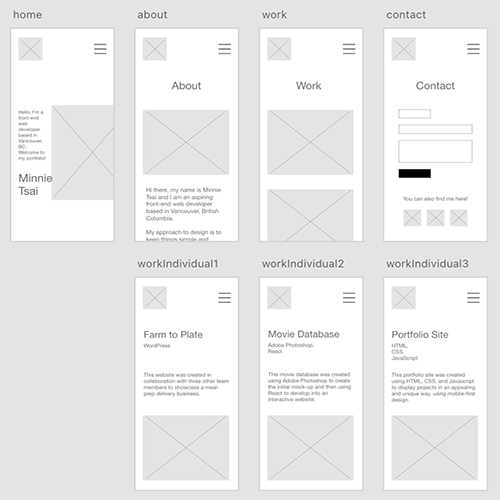 home
about
work
contact
Hello, I'm a
front-end
web
developer
based in
Vancouver,
BC.
Welcome to
my portfolio!
Minnie
Tsai
About
Hi there, my name is Minnie
Tsai and I am an aspiring
front-end web developer
based in Vancouver, British
Columbia.
My approach to design is to
keep things simple and
Work
Contact
You can also find me here!
workIndividual1
workIndividual2
workIndividual3
Farm to Plate
WordPress
This website was created in
collaboration with three other team
members to showcase a meal-
prep delivery business.
Movie Database
Adobe Photoshop,
React
This movie database was created
using Adobe Photoshop to create
the initial mock-up and then using
React to develop into an
interactive website.
Portfolio Site
HTML,
CSS,
JavaScript
This portfolio site was created
using HTML, CSS, and Javascript
to display projects in an appealing
and unique way, using mobile-first
design.